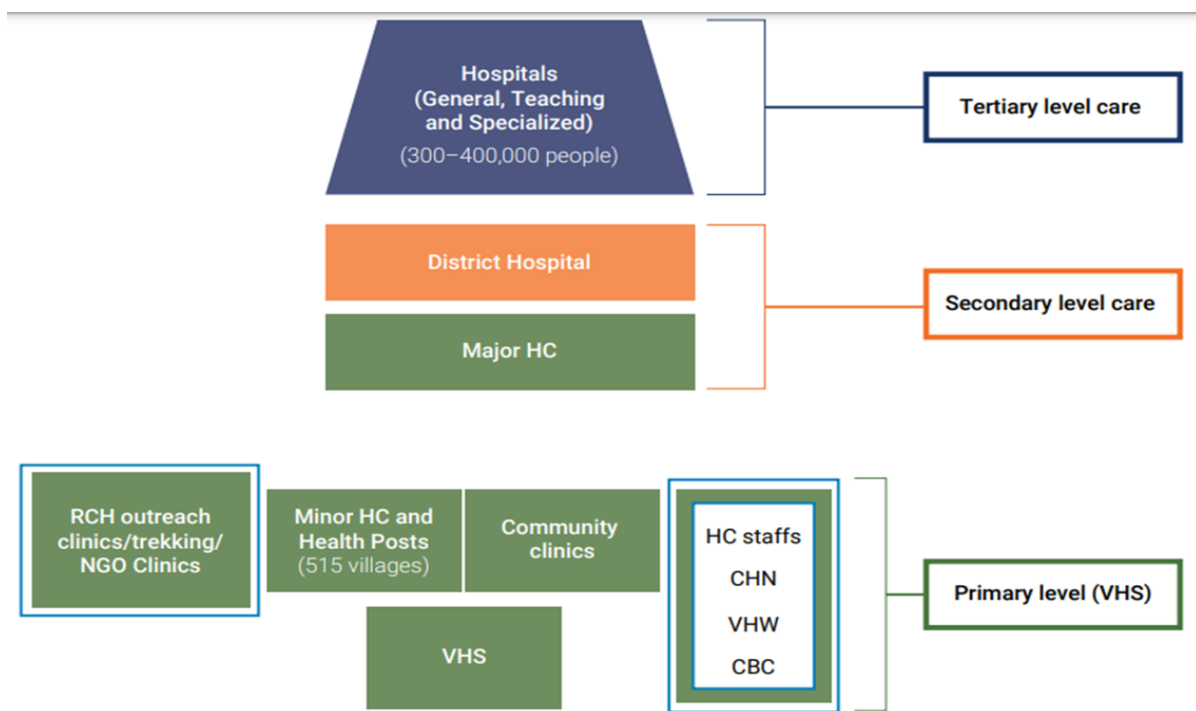 Hospitals
(General, Teaching
and Specialized)
(300–400,000 people)
Tertiary level care
District Hospital
Major HC
Secondary level care
RCH outreach
clinics/trekking/
NGO Clinics
Minor HC and
Health Posts
(515 villages)
Community
clinics
HC staffs
CHN
VHW
CBC
VHS
Primary level (VHS)